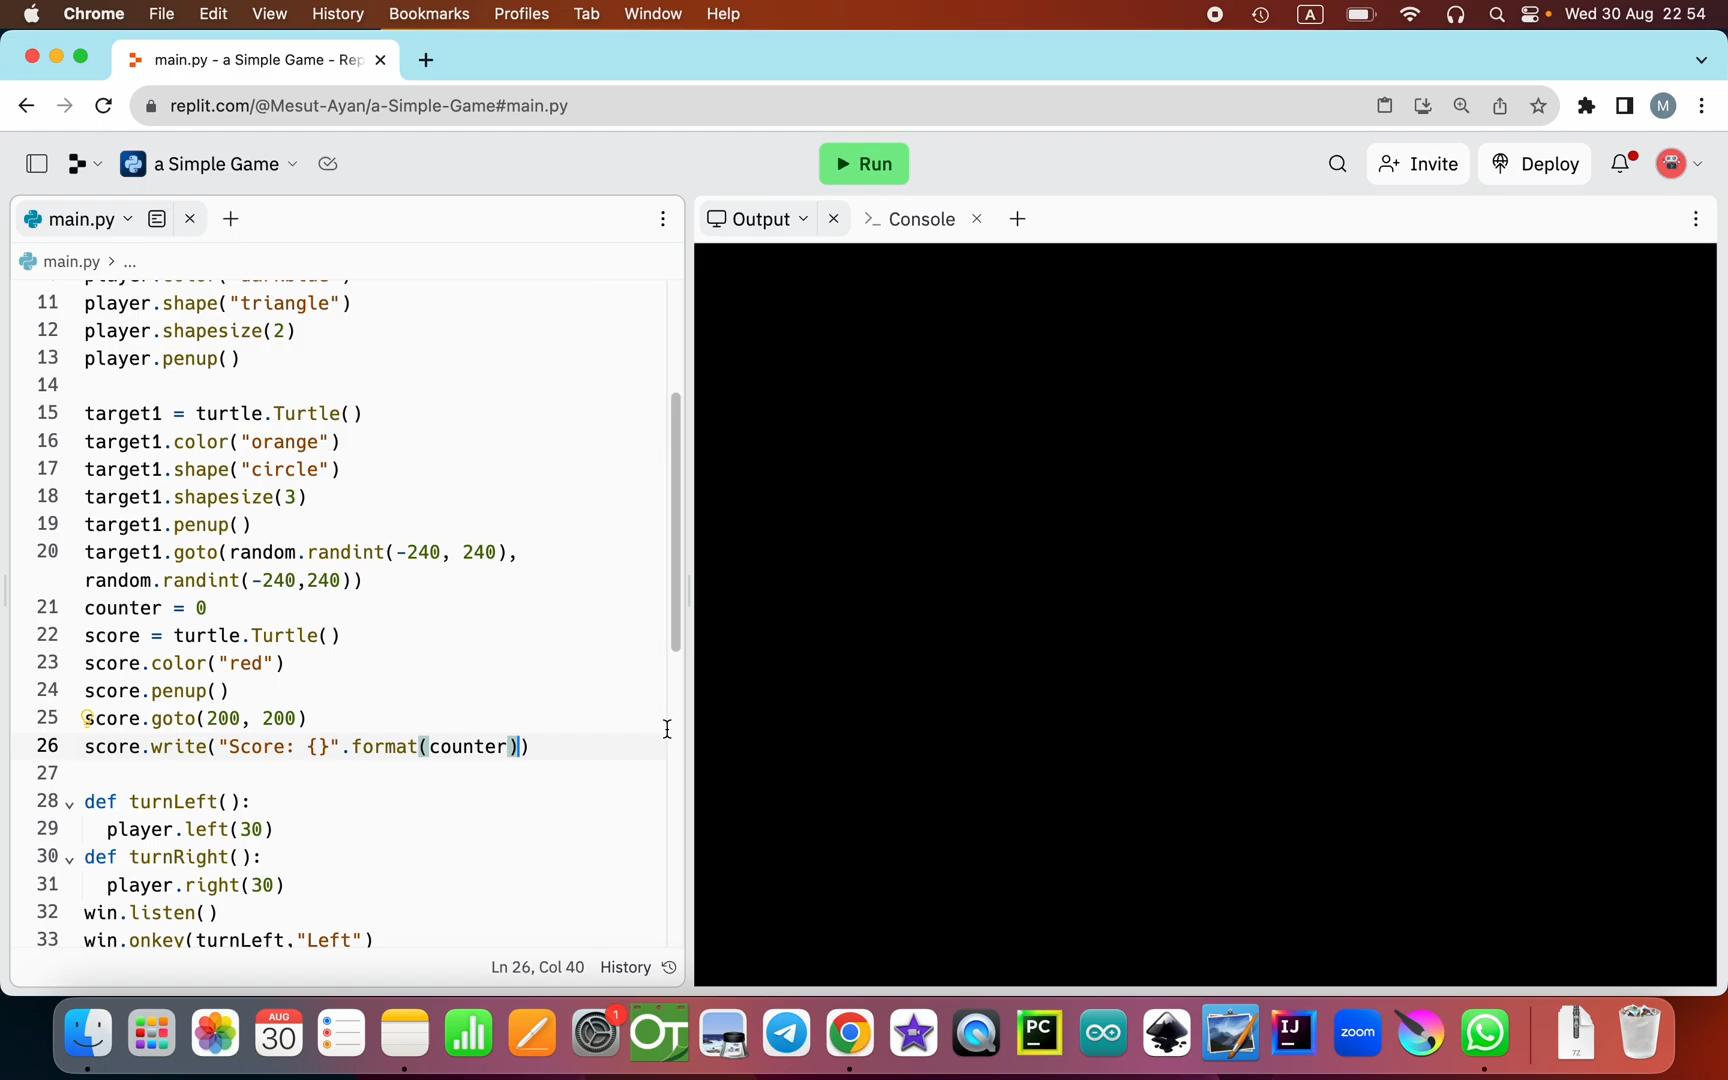 Chrome File Edit View History Bookmarks Profiles Tab Window Help A Wed 30 Aug 22 54
main.py - a Simple Game - Rep
replit.com/@Mesut-Ayan/a-Simple-Game#main.py M
a Simple Game Run Invite Deploy
main.py Output Console
main.py > ...
11 player.shape("triangle")
12 player.shapesize(2)
13 player.penup()
14
15 target1 = turtle.Turtle()
16 target1.color("orange")
17 target1.shape("circle")
18 target1.shapesize(3)
19 target1.penup()
20 target1.goto(random.randint(-240, 240),
random.randint(-240,240))
21 counter = 0
22 score = turtle.Turtle()
23 score.color("red")
24 score.penup()
25 score.goto(200, 200)
26 score.write("Score: {}".format(counter))
27
28 def turnLeft():
29 player.left(30)
30 def turnRight():
31 player.right(30)
32 win.listen()
33 win.onkey(turnLeft,"Left")
Ln 26, Col 40 History
AUG
30
1
OT
PC
IJ
zoom
7Z